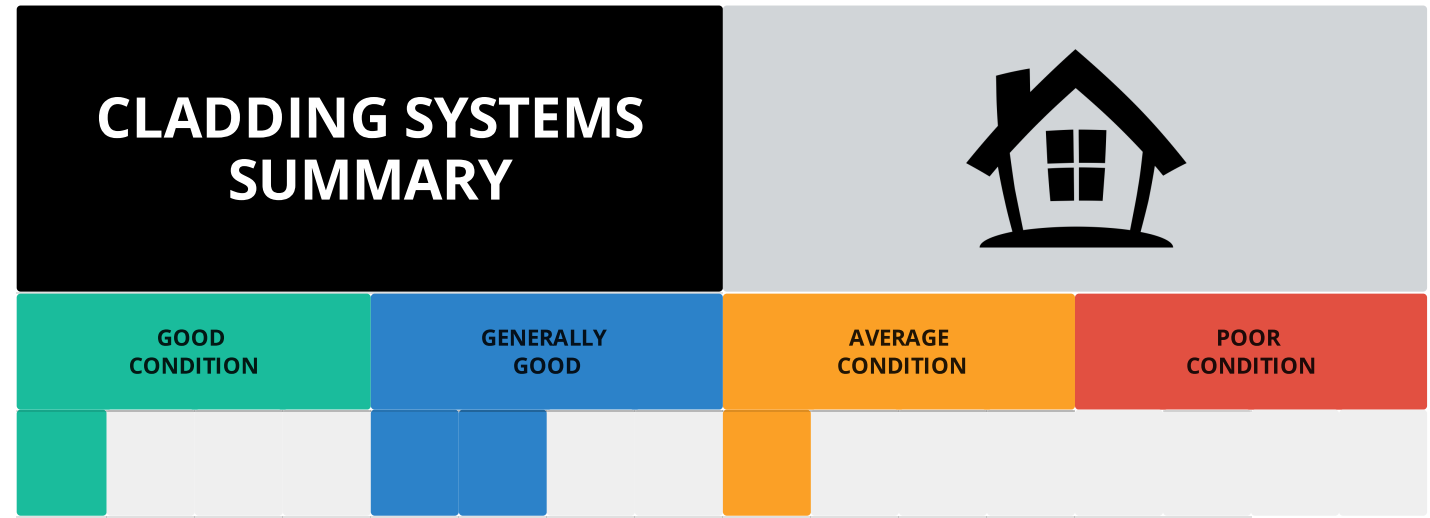 CLADDING SYSTEMS
SUMMARY
GOOD
CONDITION
GENERALLY
GOOD
AVERAGE
CONDITION
POOR
CONDITION